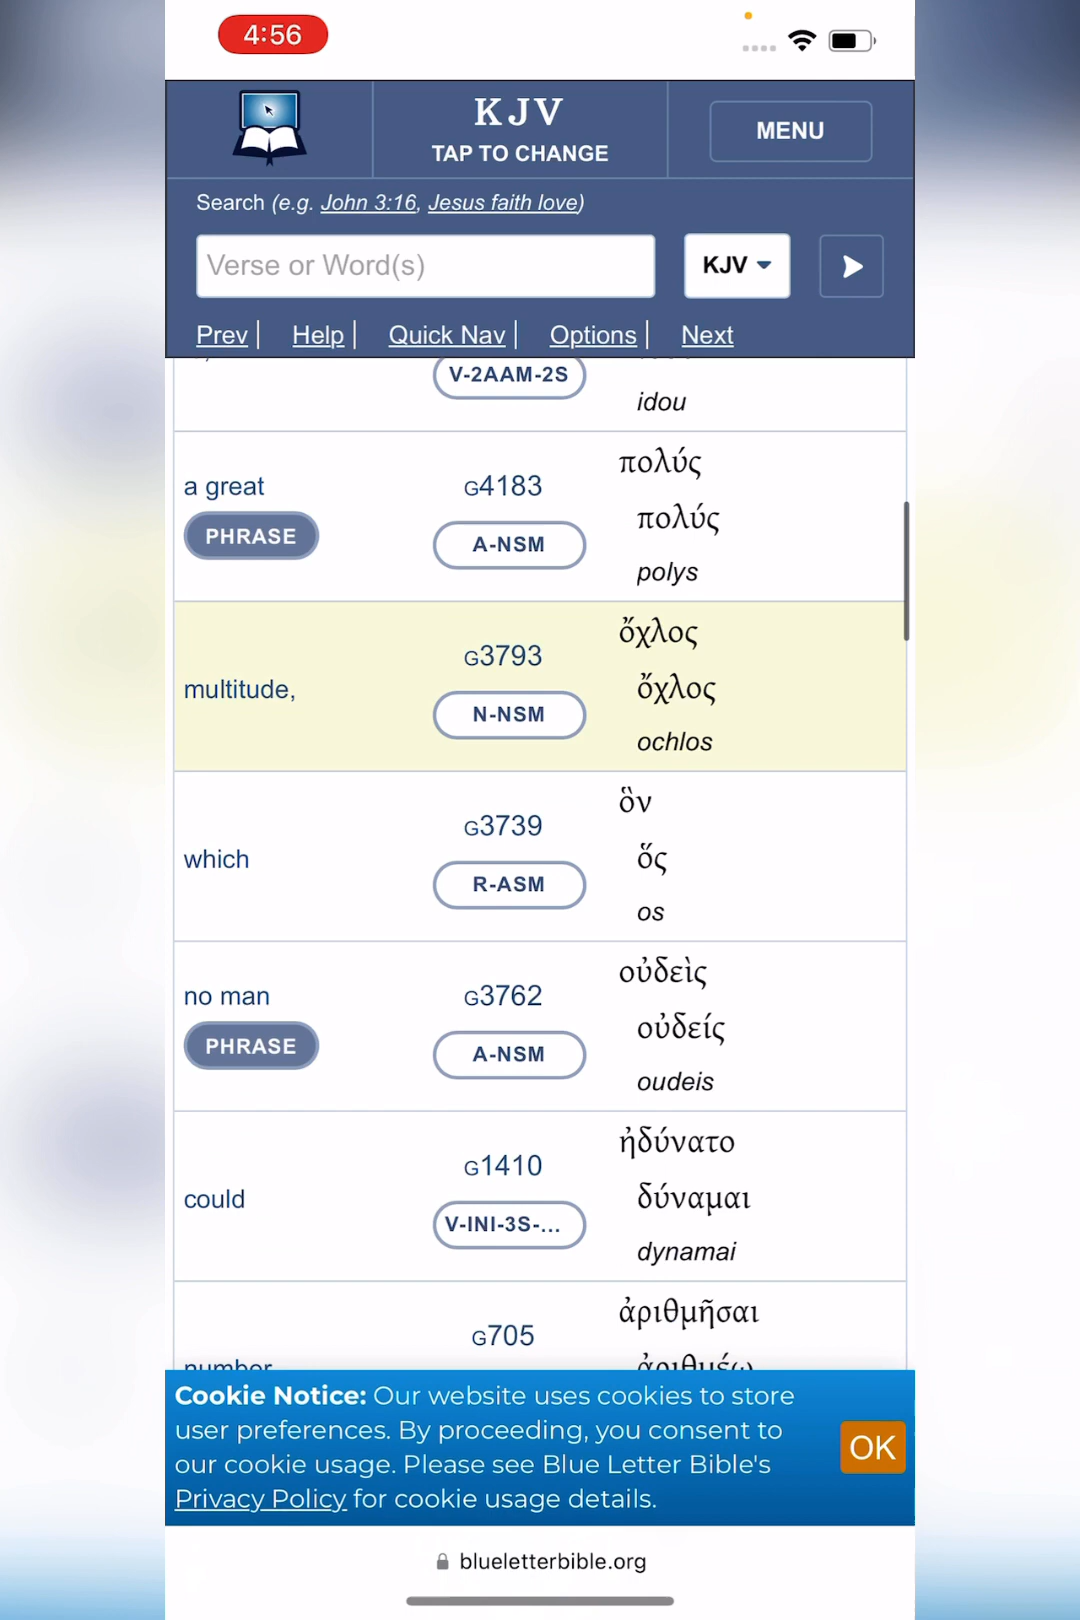 4:56
KJV
TAP TO CHANGE
MENU
Search (e.g. John 3:16, Jesus faith love)
Verse or Word(s)
KJV
Prev | Help | Quick Nav | Options | Next
V-2AAM-2S
idou
a great
PHRASE
G4183
A-NSM
πολύς
πολύς
polys
multitude,
G3793
N-NSM
ὄχλος
ὄχλος
ochlos
which
G3739
R-ASM
ὃν
ὅς
os
no man
PHRASE
G3762
A-NSM
οὐδεὶς
οὐδείς
oudeis
could
G1410
V-INI-3S-...
ἠδύνατο
δύναμαι
dynamai
number
G705
ἀριθμῆσαι
ἀριθμέω
Cookie Notice: Our website uses cookies to store
user preferences. By proceeding, you consent to
our cookie usage. Please see Blue Letter Bible's
Privacy Policy for cookie usage details.
OK
blueletterbible.org